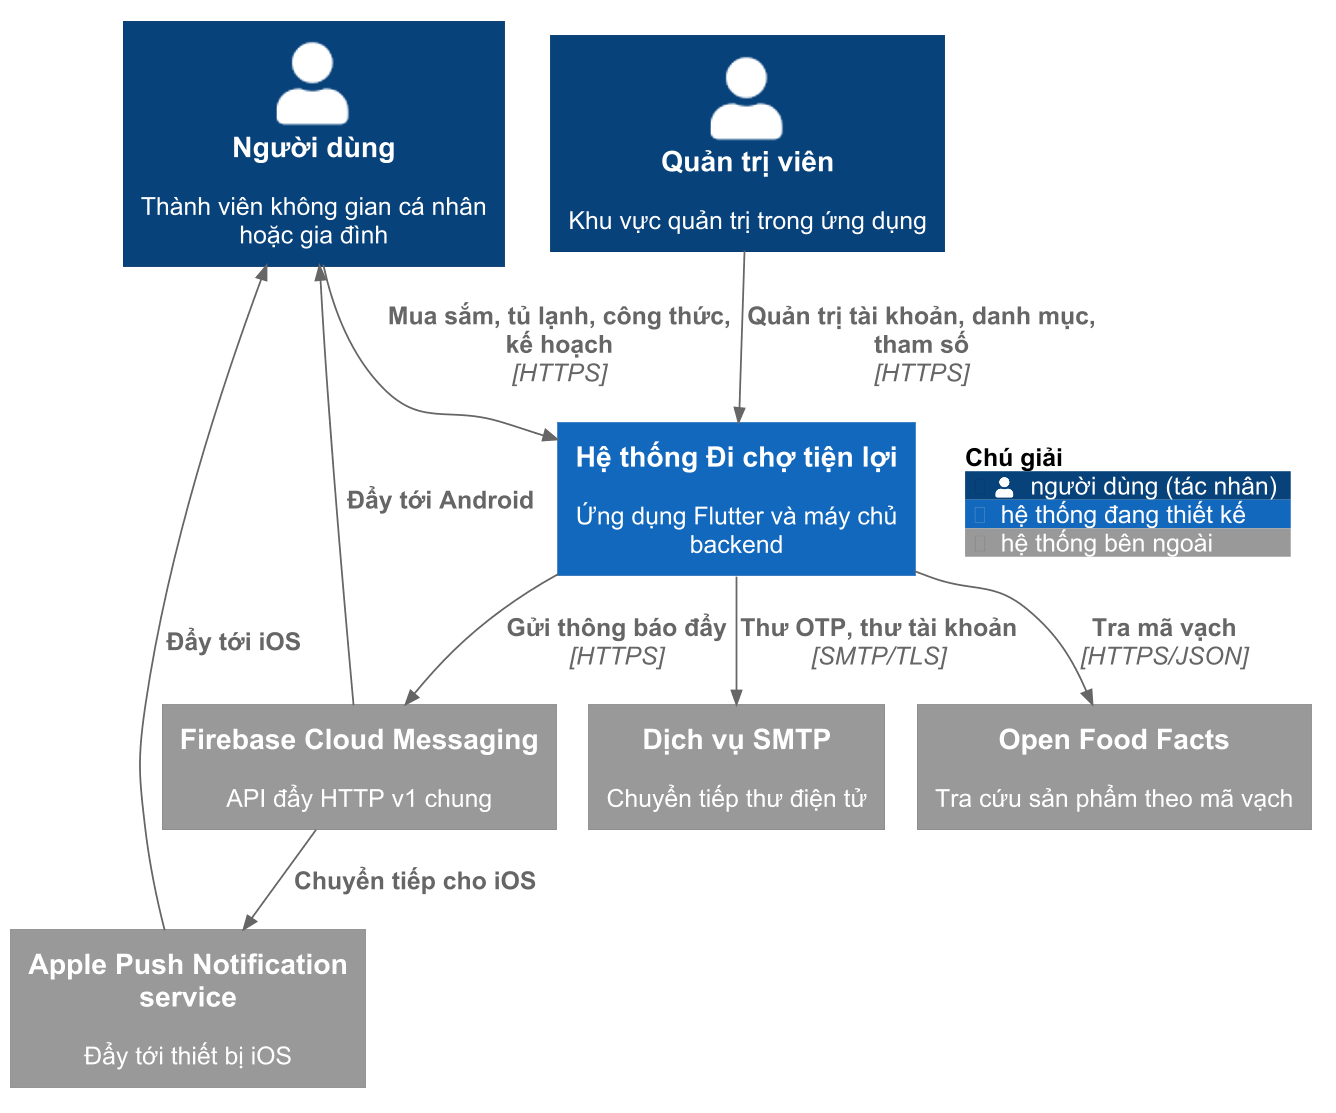 Người dùng
Thành viên không gian cá nhân
hoặc gia đình
Quản trị viên
Khu vực quản trị trong ứng dụng
Mua sắm, tủ lạnh, công thức,
kế hoạch
[HTTPS]
Quản trị tài khoản, danh mục,
tham số
[HTTPS]
Hệ thống Đi chợ tiện lợi
Ứng dụng Flutter và máy chủ
backend
Chú giải
người dùng (tác nhân)
hệ thống đang thiết kế
hệ thống bên ngoài
Đẩy tới Android
Đẩy tới iOS
Gửi thông báo đẩy
[HTTPS]
Thư OTP, thư tài khoản
[SMTP/TLS]
Tra mã vạch
[HTTPS/JSON]
Firebase Cloud Messaging
API đẩy HTTP v1 chung
Dịch vụ SMTP
Chuyển tiếp thư điện tử
Open Food Facts
Tra cứu sản phẩm theo mã vạch
Chuyển tiếp cho iOS
Apple Push Notification
service
Đẩy tới thiết bị iOS